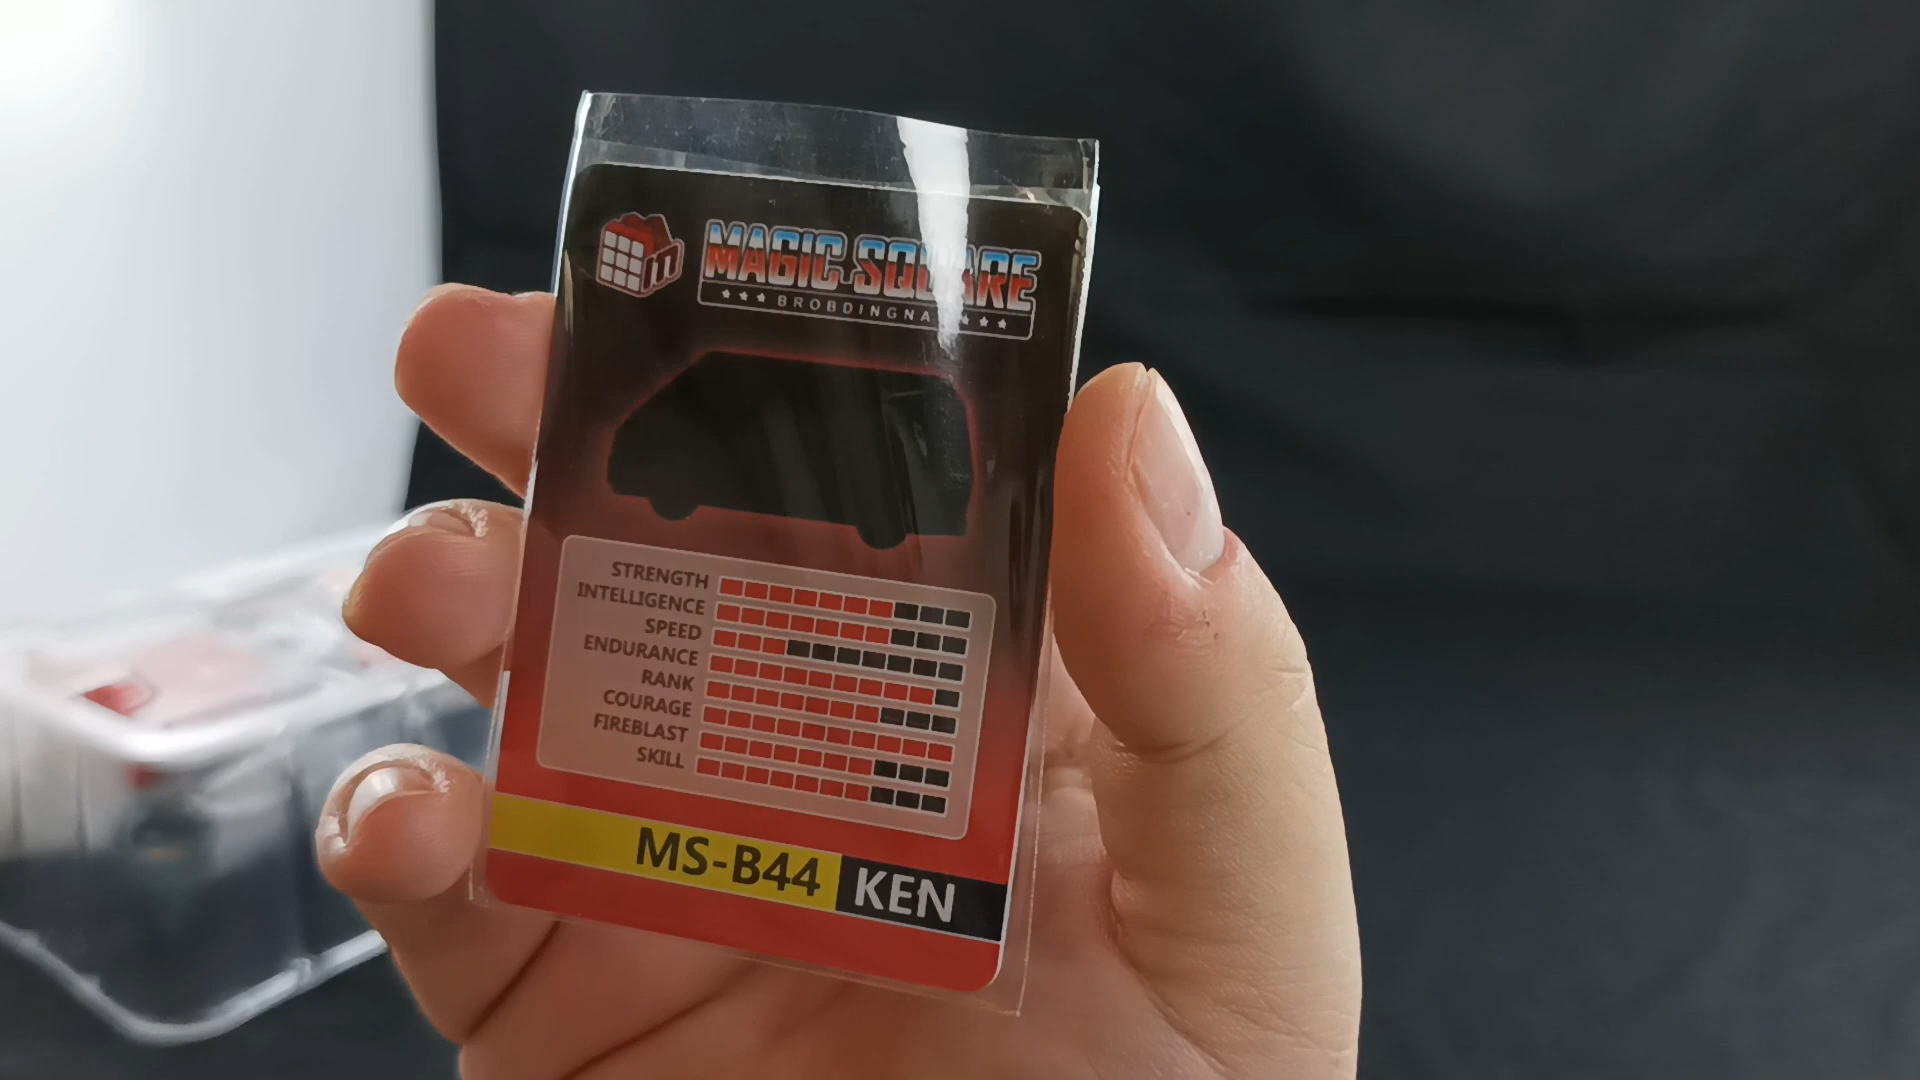 m
MAGIC SQUARE
BROBDINGNA
STRENGTH
INTELLIGENCE
SPEED
ENDURANCE
RANK
COURAGE
FIREBLAST
SKILL
MS-B44 KEN